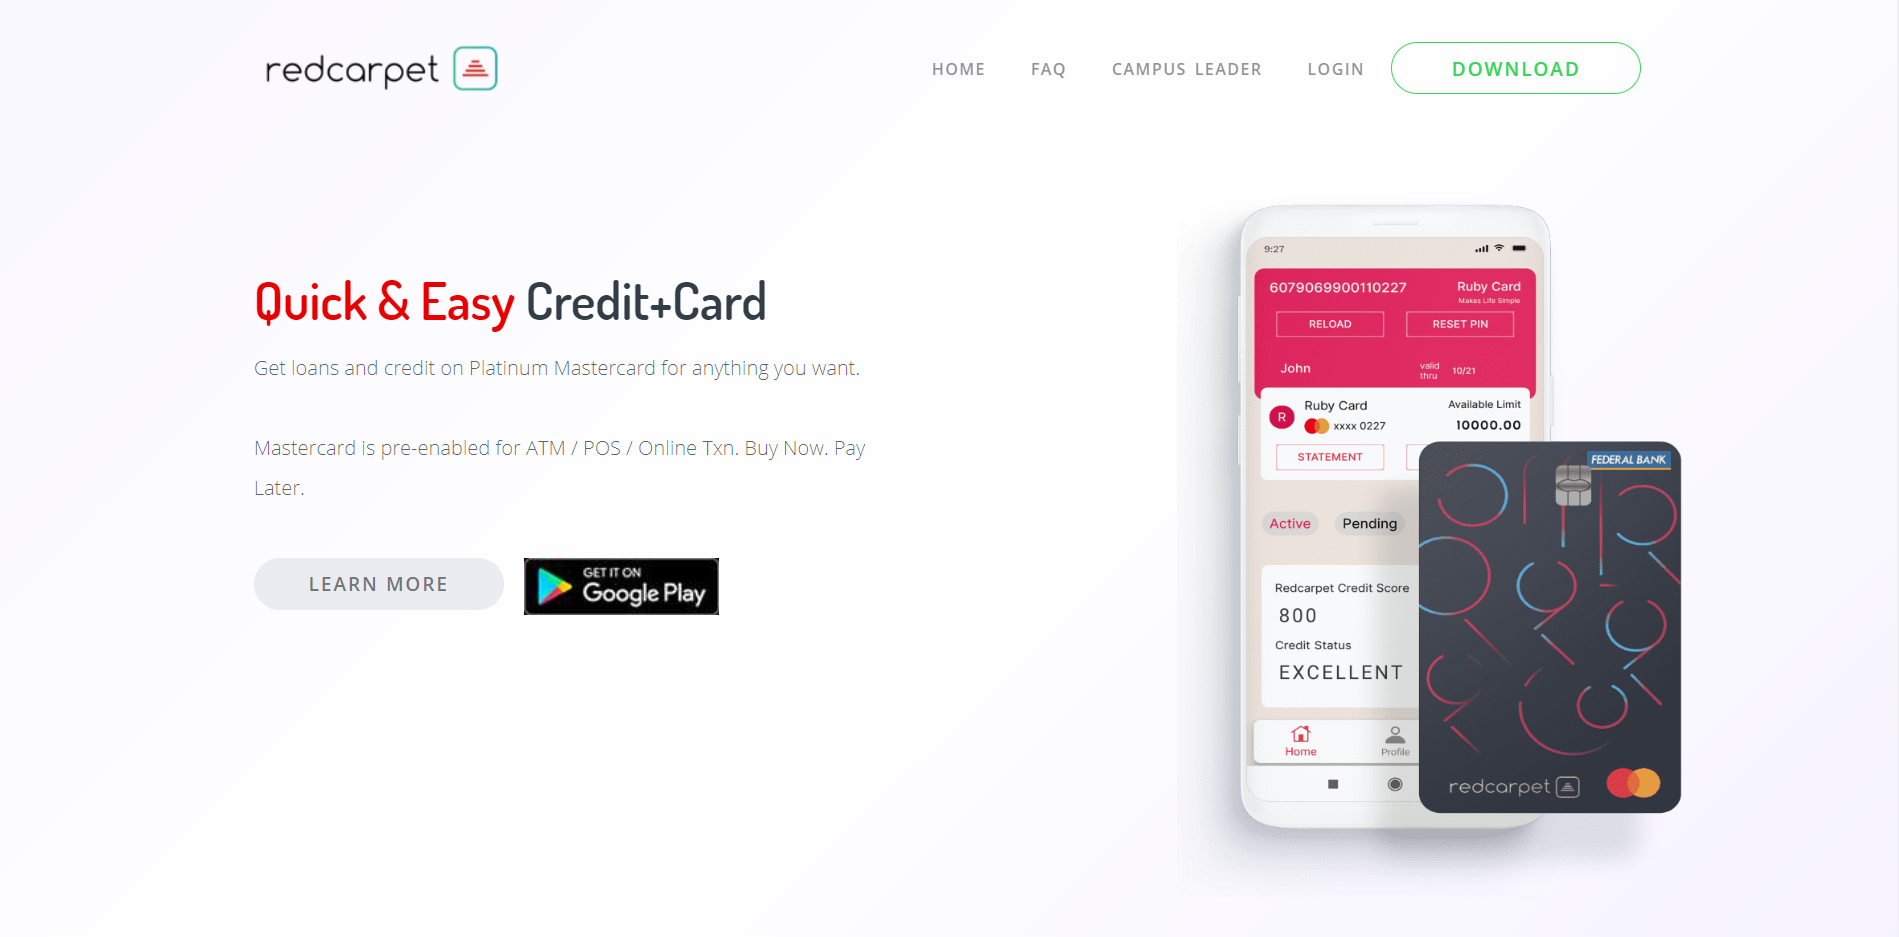 redcarpet
HOME FAQ CAMPUS LEADER LOGIN DOWNLOAD
Quick & Easy Credit+Card
Get loans and credit on Platinum Mastercard for anything you want.
Mastercard is pre-enabled for ATM / POS / Online Txn. Buy Now. Pay
Later.
LEARN MORE
GET IT ON
Google Play
9:27
6079069900110227 Ruby Card
Makes Life Simple
RELOAD RESET PIN
John valid thru 10/21
R Ruby Card Available Limit
xxxx 0227 10000.00
STATEMENT
Active Pending
Redcarpet Credit Score
800
Credit Status
EXCELLENT
Home Profile
FEDERAL BANK
redcarpet